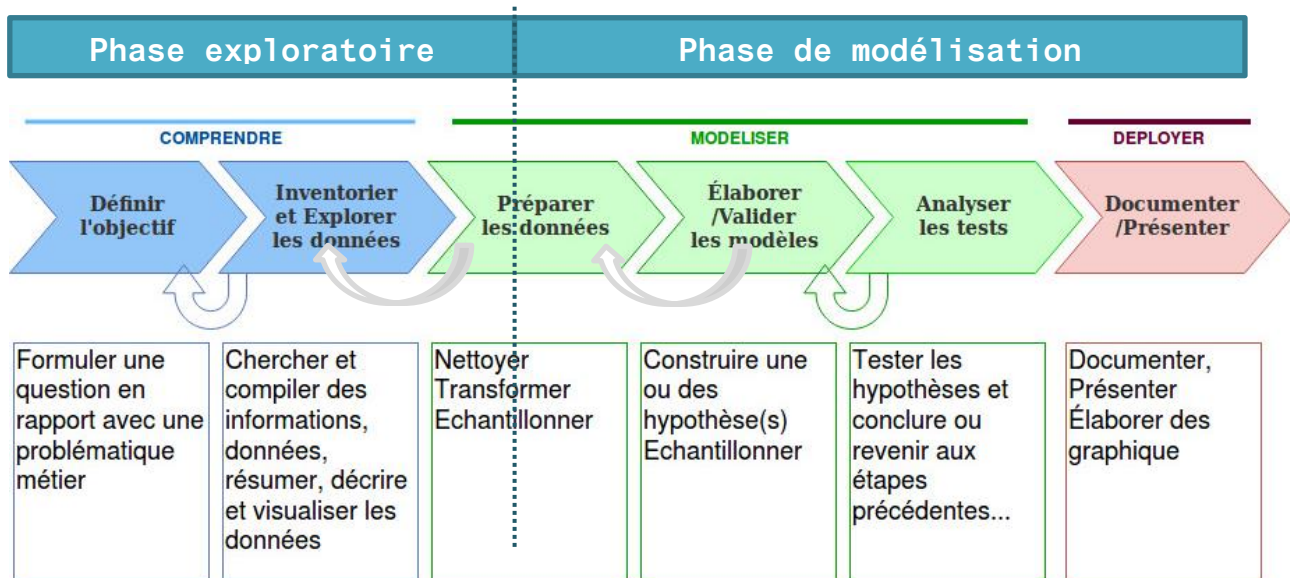 Phase exploratoire
Phase de modélisation
COMPRENDRE
MODELISER
DEPLOYER
Définir
l'objectif
Inventorier
et Explorer
les données
Préparer
les données
Élaborer
/Valider
les modèles
Analyser
les tests
Documenter
/Présenter
Formuler une
question en
rapport avec une
problématique
métier
Chercher et
compiler des
informations,
données,
résumer, décrire
et visualiser les
données
Nettoyer
Transformer
Echantillonner
Construire une
ou des
hypothèse(s)
Echantillonner
Tester les
hypothèses et
conclure ou
revenir aux
étapes
précédentes...
Documenter,
Présenter
Élaborer des
graphique